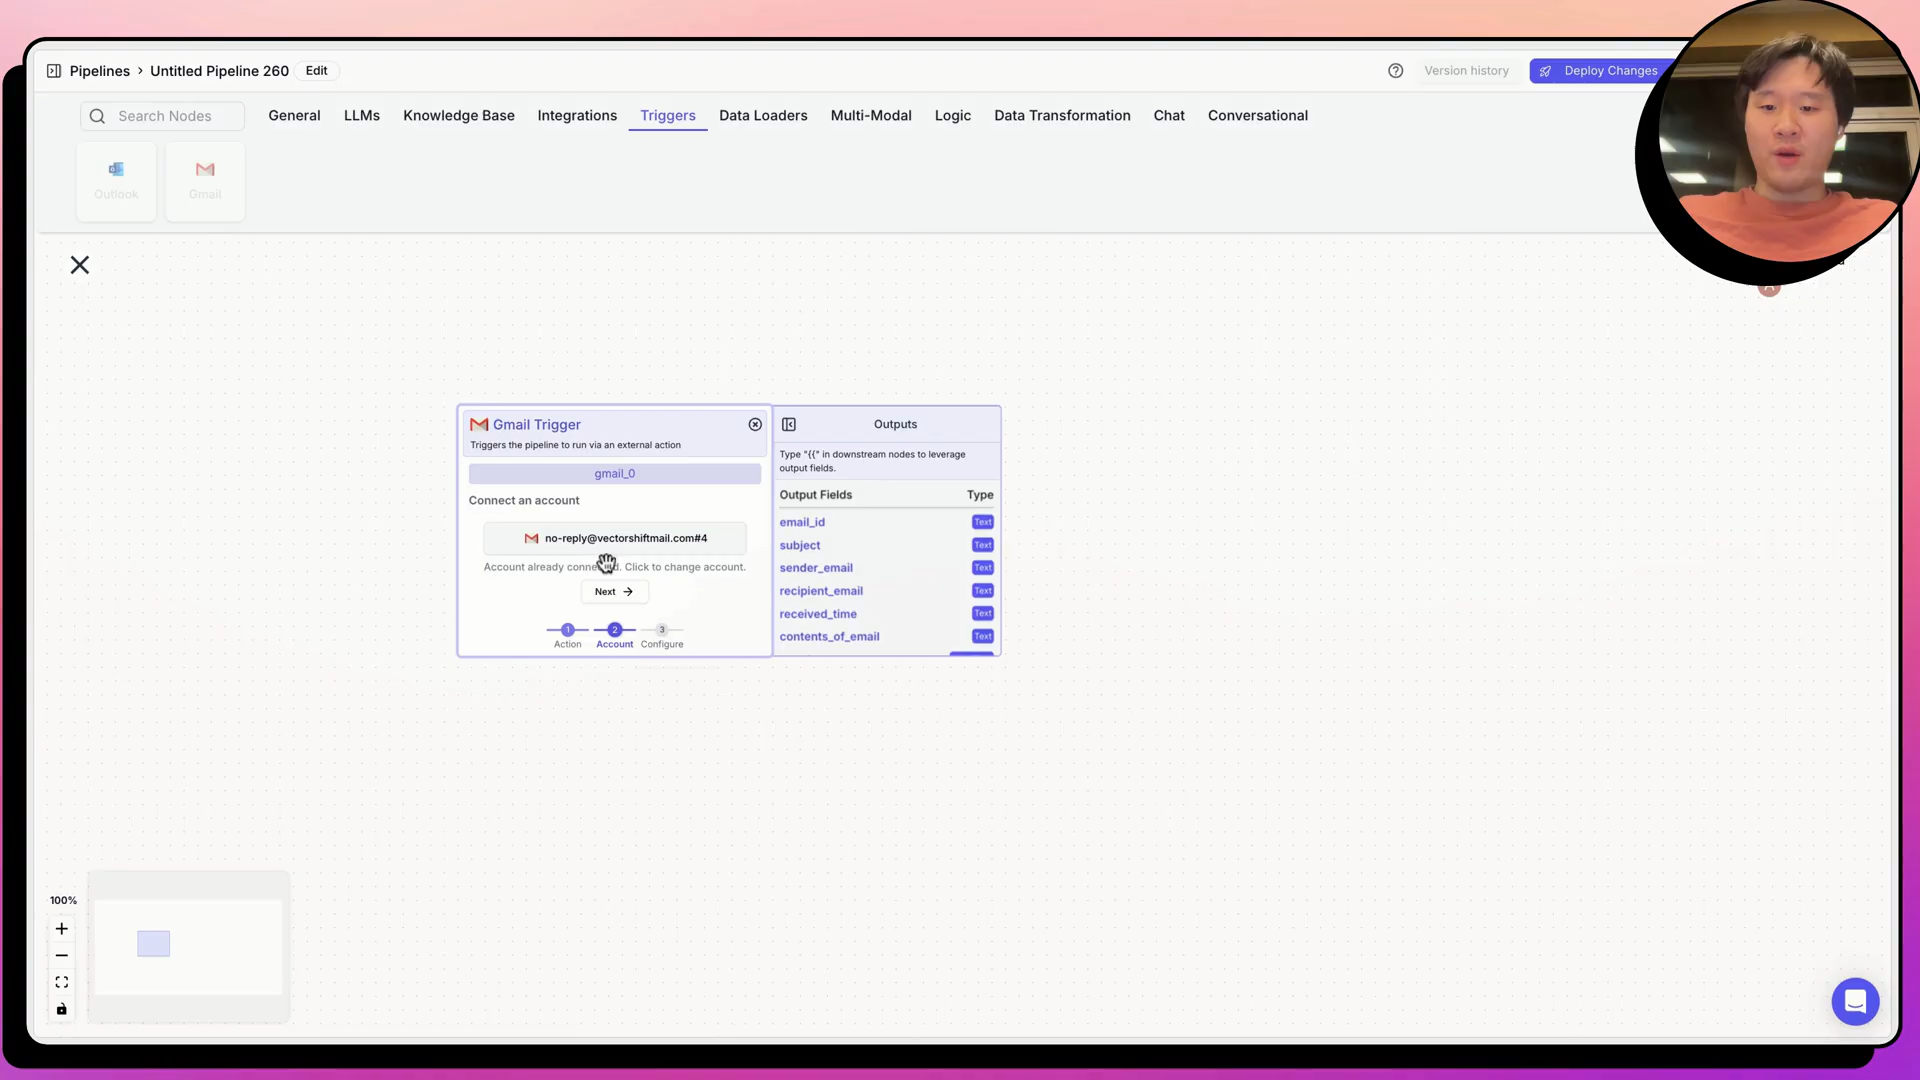 Pipelines › Untitled Pipeline 260 Edit
Version history
Deploy Changes
Search Nodes
General
LLMs
Knowledge Base
Integrations
Triggers
Data Loaders
Multi-Modal
Logic
Data Transformation
Chat
Conversational
Outlook
Gmail
Gmail Trigger
Triggers the pipeline to run via an external action
gmail_0
Connect an account
no-reply@vectorshiftmail.com#4
Account already connected. Click to change account.
Next →
1 2 3
Action Account Configure
Outputs
Type "{{" in downstream nodes to leverage
output fields.
Output Fields Type
email_id Text
subject Text
sender_email Text
recipient_email Text
received_time Text
contents_of_email Text
100%